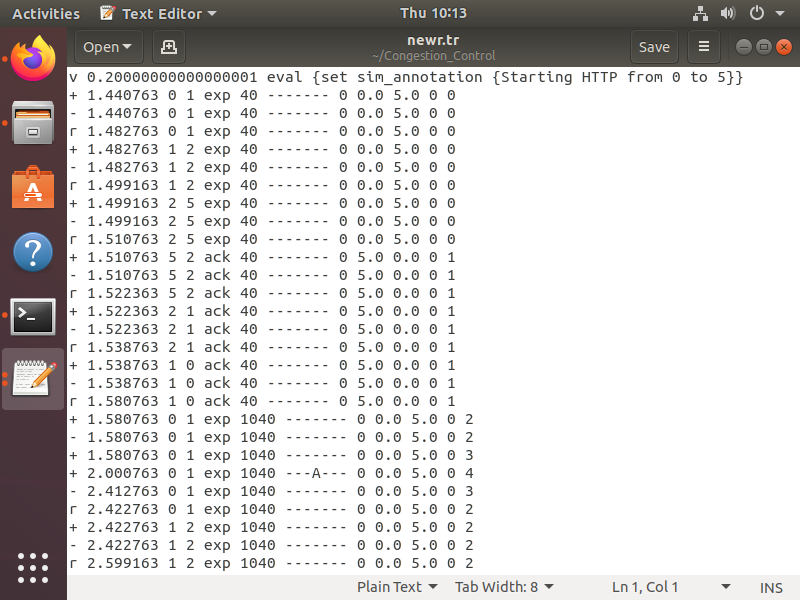 Activities Text Editor Thu 10:13
Open newr.tr Save
~/Congestion_Control
v 0.20000000000000001 eval {set sim_annotation {Starting HTTP from 0 to 5}}
+ 1.440763 0 1 exp 40 ------- 0 0.0 5.0 0 0
- 1.440763 0 1 exp 40 ------- 0 0.0 5.0 0 0
r 1.482763 0 1 exp 40 ------- 0 0.0 5.0 0 0
+ 1.482763 1 2 exp 40 ------- 0 0.0 5.0 0 0
- 1.482763 1 2 exp 40 ------- 0 0.0 5.0 0 0
r 1.499163 1 2 exp 40 ------- 0 0.0 5.0 0 0
+ 1.499163 2 5 exp 40 ------- 0 0.0 5.0 0 0
- 1.499163 2 5 exp 40 ------- 0 0.0 5.0 0 0
r 1.510763 2 5 exp 40 ------- 0 0.0 5.0 0 0
+ 1.510763 5 2 ack 40 ------- 0 5.0 0.0 0 1
- 1.510763 5 2 ack 40 ------- 0 5.0 0.0 0 1
r 1.522363 5 2 ack 40 ------- 0 5.0 0.0 0 1
+ 1.522363 2 1 ack 40 ------- 0 5.0 0.0 0 1
- 1.522363 2 1 ack 40 ------- 0 5.0 0.0 0 1
r 1.538763 2 1 ack 40 ------- 0 5.0 0.0 0 1
+ 1.538763 1 0 ack 40 ------- 0 5.0 0.0 0 1
- 1.538763 1 0 ack 40 ------- 0 5.0 0.0 0 1
r 1.580763 1 0 ack 40 ------- 0 5.0 0.0 0 1
+ 1.580763 0 1 exp 1040 ------- 0 0.0 5.0 0 2
- 1.580763 0 1 exp 1040 ------- 0 0.0 5.0 0 2
+ 1.580763 0 1 exp 1040 ------- 0 0.0 5.0 0 3
+ 2.000763 0 1 exp 1040 ---A--- 0 0.0 5.0 0 4
- 2.412763 0 1 exp 1040 ------- 0 0.0 5.0 0 3
r 2.422763 0 1 exp 1040 ------- 0 0.0 5.0 0 2
+ 2.422763 1 2 exp 1040 ------- 0 0.0 5.0 0 2
- 2.422763 1 2 exp 1040 ------- 0 0.0 5.0 0 2
r 2.599163 1 2 exp 1040 ------- 0 0.0 5.0 0 2
Plain Text Tab Width: 8 Ln 1, Col 1 INS